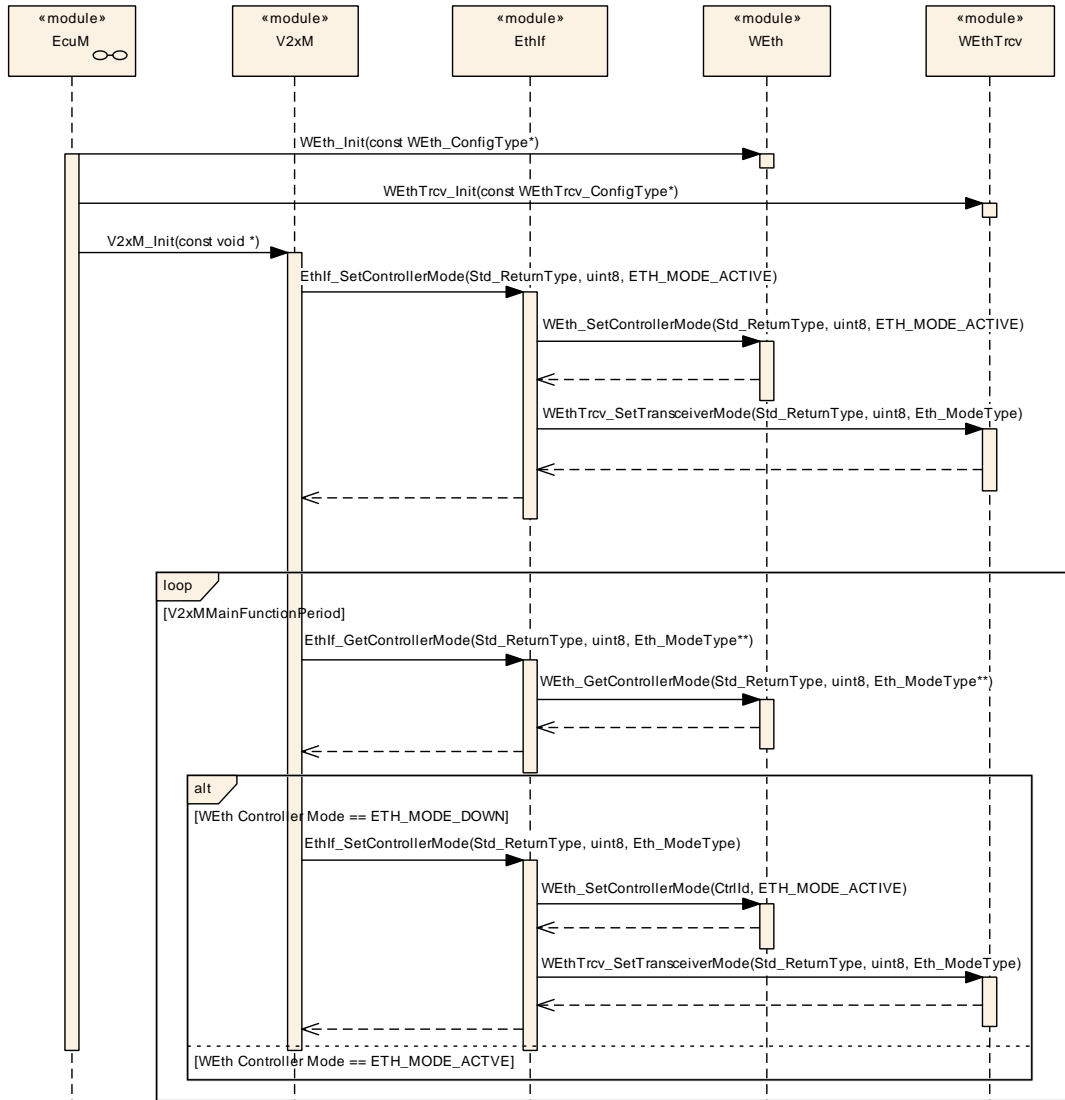 «module»
EcuM
«module»
V2xM
«module»
EthIf
«module»
WEth
«module»
WEthTrcv
WEth_Init(const WEth_ConfigType*)
WEthTrcv_Init(const WEthTrcv_ConfigType*)
V2xM_Init(const void *)
EthIf_SetControllerMode(Std_ReturnType, uint8, ETH_MODE_ACTIVE)
WEth_SetControllerMode(Std_ReturnType, uint8, ETH_MODE_ACTIVE)
WEthTrcv_SetTransceiverMode(Std_ReturnType, uint8, Eth_ModeType)
loop
[V2xMMainFunctionPeriod]
EthIf_GetControllerMode(Std_ReturnType, uint8, Eth_ModeType**)
WEth_GetControllerMode(Std_ReturnType, uint8, Eth_ModeType**)
alt
[WEth Controller Mode == ETH_MODE_DOWN]
EthIf_SetControllerMode(Std_ReturnType, uint8, Eth_ModeType)
WEth_SetControllerMode(CtrlId, ETH_MODE_ACTIVE)
WEthTrcv_SetTransceiverMode(Std_ReturnType, uint8, Eth_ModeType)
[WEth Controller Mode == ETH_MODE_ACTVE]